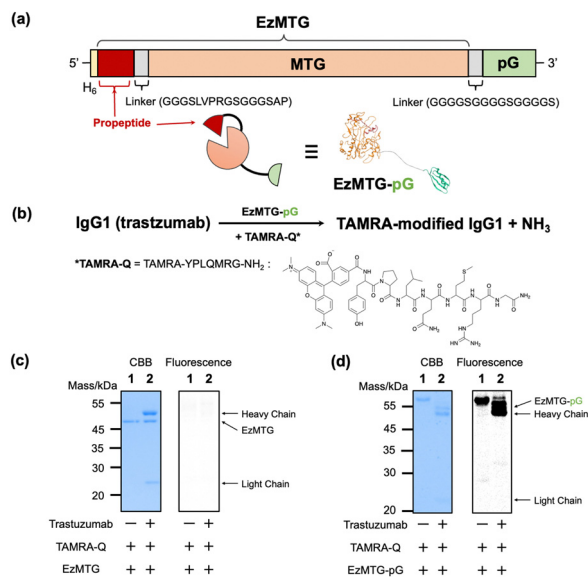 (a)
EzMTG
5' MTG pG 3'
H6
Linker (GGGSLVPRGSGGGSAP) Linker (GGGGSGGGGSGGGGS)
Propeptide
≡
EzMTG-pG
(b)
IgG1 (trastzumab) EzMTG-pG + TAMRA-Q* TAMRA-modified IgG1 + NH3
*TAMRA-Q = TAMRA-YPLQMRG-NH2 :
(c) (d)
CBB Fluorescence CBB Fluorescence
Mass/kDa 1 2 1 2 Mass/kDa 1 2 1 2
55 Heavy Chain 55 EzMTG-pG
45 EzMTG 45 Heavy Chain
35 35
30 30
25 Light Chain 25
20 20 Light Chain
Trastuzumab − + − + Trastuzumab − + − +
TAMRA-Q + + + + TAMRA-Q + + + +
EzMTG + + + + EzMTG-pG + + + +